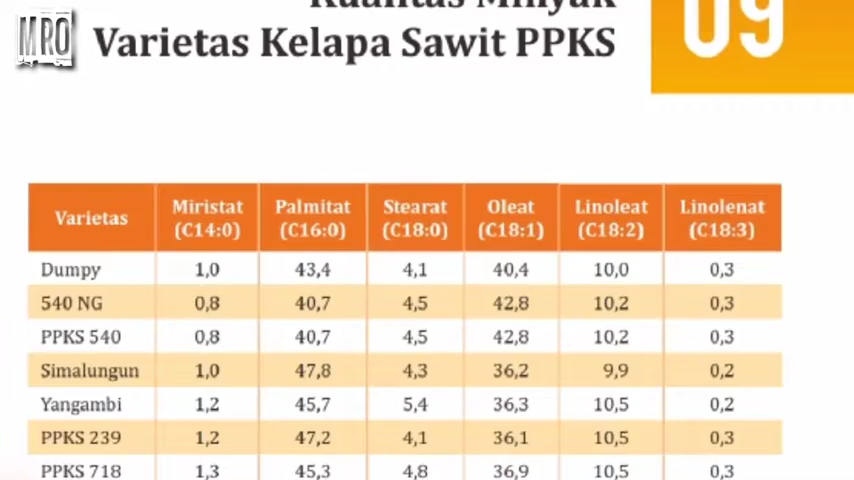 Kualitas Minyak
Varietas Kelapa Sawit PPKS
09
MRO
Varietas Miristat (C14:0) Palmitat (C16:0) Stearat (C18:0) Oleat (C18:1) Linoleat (C18:2) Linolenat (C18:3)
Dumpy 1,0 43,4 4,1 40,4 10,0 0,3
540 NG 0,8 40,7 4,5 42,8 10,2 0,3
PPKS 540 0,8 40,7 4,5 42,8 10,2 0,3
Simalungun 1,0 47,8 4,3 36,2 9,9 0,2
Yangambi 1,2 45,7 5,4 36,3 10,5 0,2
PPKS 239 1,2 47,2 4,1 36,1 10,5 0,3
PPKS 718 1,3 45,3 4,8 36,9 10,5 0,3